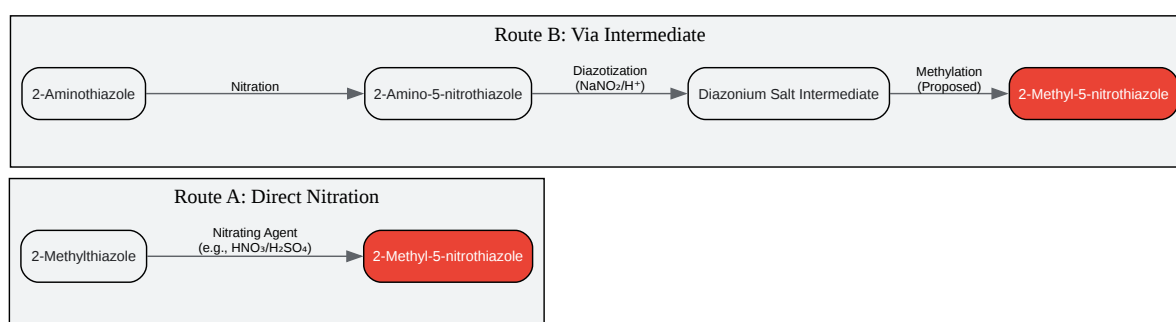 Route B: Via Intermediate
2-Aminothiazole
Nitration
2-Amino-5-nitrothiazole
Diazotization
(NaNO₂/H⁺)
Diazonium Salt Intermediate
Methylation
(Proposed)
2-Methyl-5-nitrothiazole
Route A: Direct Nitration
2-Methylthiazole
Nitrating Agent
(e.g., HNO₃/H₂SO₄)
2-Methyl-5-nitrothiazole